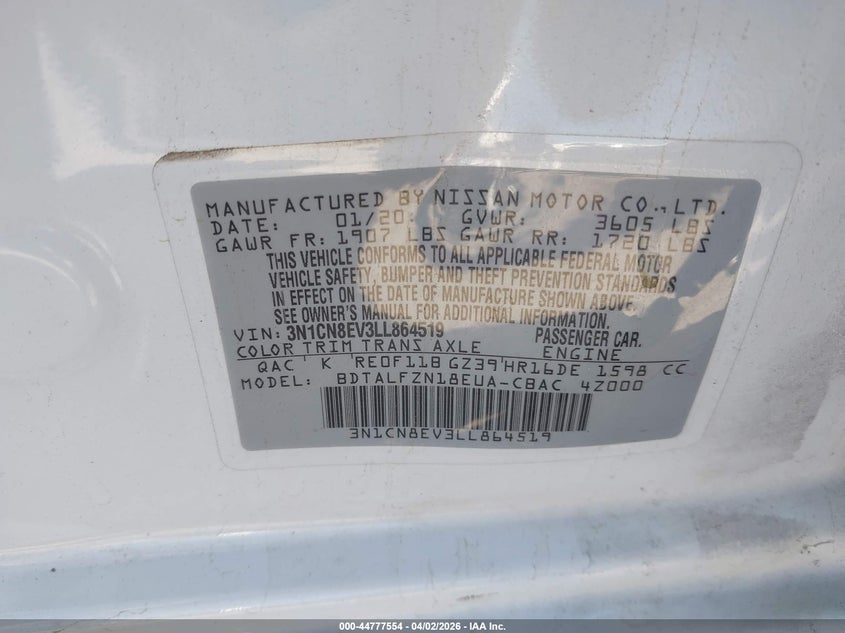 MANUFACTURED BY NISSAN MOTOR CO.,LTD.
DATE: 01/20 GVWR: 3605 LBS
GAWR FR: 1907 LBS GAWR RR: 1720 LBS
THIS VEHICLE CONFORMS TO ALL APPLICABLE FEDERAL MOTOR
VEHICLE SAFETY, BUMPER AND THEFT PREVENTION STANDARDS
IN EFFECT ON THE DATE OF MANUFACTURE SHOWN ABOVE.
SEE OWNER'S MANUAL FOR ADDITIONAL INFORMATION
VIN: 3N1CN8EV3LL864519 PASSENGER CAR.
COLOR TRIM TRANS AXLE ENGINE
QAC K RE0F11B GZ39 HR16DE 1598 CC
MODEL: BDTALFZN18EUA-CBAC 4Z000
3N1CN8EV3LL864519
000-44777554 | 04/02/2026 | IAA Inc.